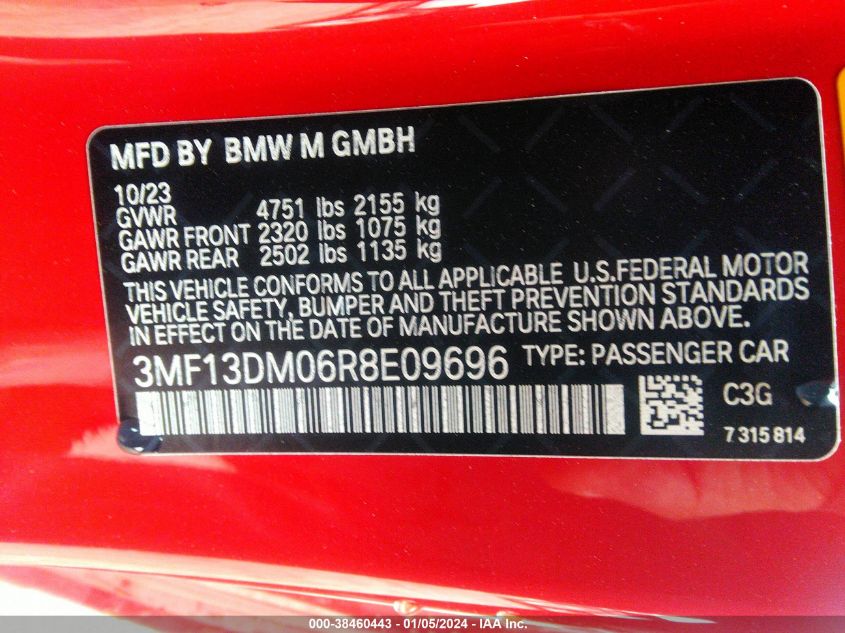 MFD BY BMW M GMBH
10/23
GVWR 4751 lbs 2155 kg
GAWR FRONT 2320 lbs 1075 kg
GAWR REAR 2502 lbs 1135 kg
THIS VEHICLE CONFORMS TO ALL APPLICABLE U.S.FEDERAL MOTOR
VEHICLE SAFETY, BUMPER AND THEFT PREVENTION STANDARDS
IN EFFECT ON THE DATE OF MANUFACTURE SHOWN ABOVE.
3MF13DM06R8E09696 TYPE: PASSENGER CAR
C3G
7 315 814
000-38460443 - 01/05/2024 - IAA Inc.